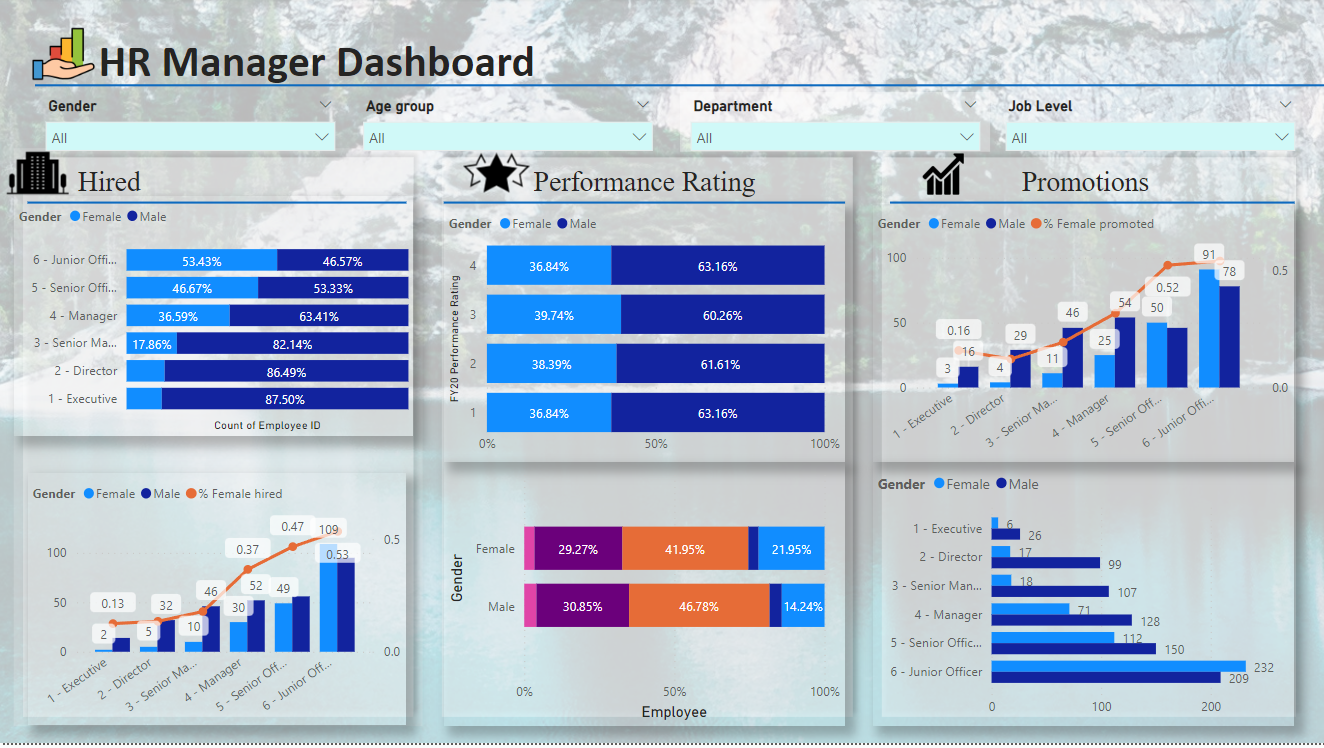 HR Manager Dashboard
Gender
Age group
Department
Job Level
All
All
All
All
Hired
Gender Female Male
6 - Junior Offi... 53.43% 46.57%
5 - Senior Offi... 46.67% 53.33%
4 - Manager 36.59% 63.41%
3 - Senior Ma... 17.86% 82.14%
2 - Director 86.49%
1 - Executive 87.50%
Count of Employee ID
Gender Female Male % Female hired
100
50
0
0.5
0.0
0.13
2
32
5
46
10
0.37
52
30
0.47
49
109
0.53
1 - Executive
2 - Director
3 - Senior Ma...
4 - Manager
5 - Senior Off...
6 - Junior Off...
Performance Rating
Gender Female Male
FY20 Performance Rating
4 36.84% 63.16%
3 39.74% 60.26%
2 38.39% 61.61%
1 36.84% 63.16%
0% 50% 100%
Gender
Female 29.27% 41.95% 21.95%
Male 30.85% 46.78% 14.24%
0% 50% 100%
Employee
Promotions
Gender Female Male % Female promoted
100
50
0
0.5
0.0
0.16
3
16
29
4
46
11
54
25
0.52
50
91
78
1 - Executive
2 - Director
3 - Senior Ma...
4 - Manager
5 - Senior Off...
6 - Junior Offi...
Gender Female Male
1 - Executive 6 26
2 - Director 17 99
3 - Senior Man... 18 107
4 - Manager 71 128
5 - Senior Offic... 112 150
6 - Junior Officer 232 209
0 100 200